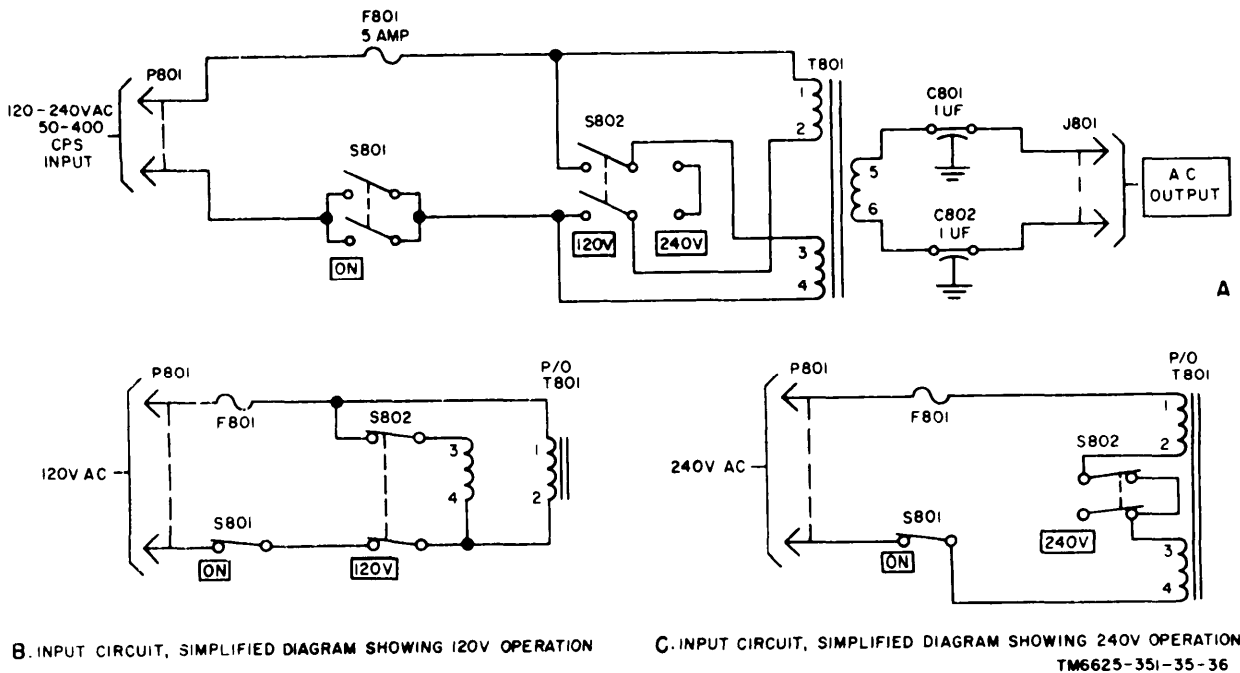 F801
5 AMP
P801
120-240VAC
50-400
CPS
INPUT
S801
ON
S802
120V
240V
T801
1
2
3
4
5
6
C801
1UF
C802
1UF
J801
AC
OUTPUT
A
P801
120V AC
F801
S802
S801
ON
120V
3
4
P/O
T801
1
2
P801
240V AC
F801
S801
ON
S802
240V
P/O
T801
1
2
3
4
B. INPUT CIRCUIT, SIMPLIFIED DIAGRAM SHOWING 120V OPERATION
C. INPUT CIRCUIT, SIMPLIFIED DIAGRAM SHOWING 240V OPERATION
TM6625-351-35-36